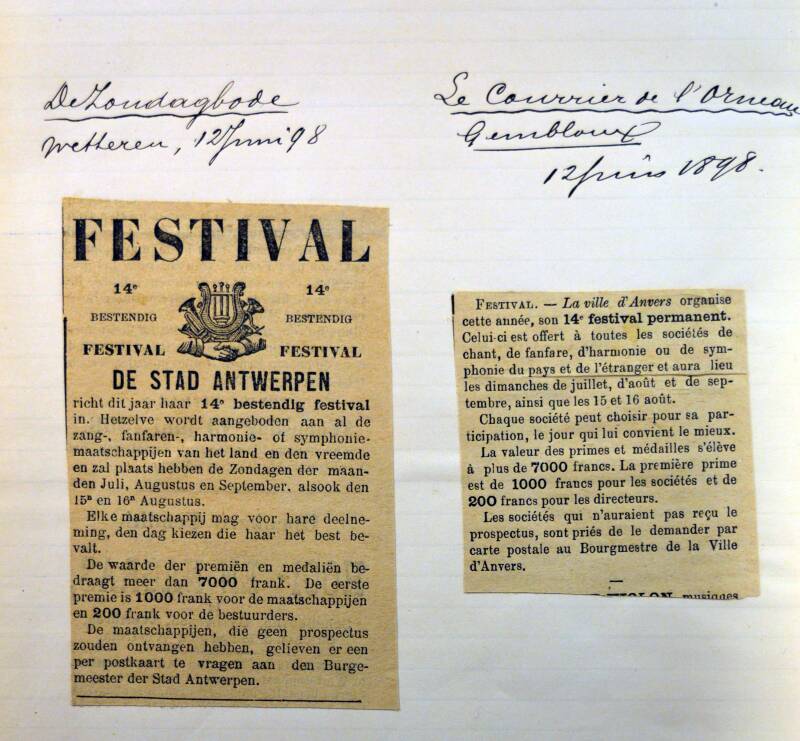 De Zondagbode
Wetteren, 12 Juni 98
FESTIVAL
14e 14e
BESTENDIG BESTENDIG
FESTIVAL FESTIVAL
DE STAD ANTWERPEN
richt dit jaar haar 14e bestendig festival
in. Hetzelve wordt aangeboden aan al de
zang-, fanfaren-, harmonie- of symphonie-
maatschappijen van het land en den vreemde
en zal plaats hebben de Zondagen der maan-
den Juli, Augustus en September, alsook den
15n en 16n Augustus.
Elke maatschappij mag voor hare deelne-
ming, den dag kiezen die haar het best be-
valt.
De waarde der premiën en medaliën be-
draagt meer dan 7000 frank. De eerste
premie is 1000 frank voor de maatschappijen
en 200 frank voor de bestuurders.
De maatschappijen, die geen prospectus
zouden ontvangen hebben, gelieven er een
per postkaart te vragen aan den Burge-
meester der Stad Antwerpen.
Le Courrier de l'Orneau
Gembloux
12 juin 1898.
FESTIVAL. — La ville d'Anvers organise
cette année, son 14e festival permanent.
Celui-ci est offert à toutes les sociétés de
chant, de fanfare, d'harmonie ou de sym-
phonie du pays et de l'étranger et aura lieu
les dimanches de juillet, d'août et de sep-
tembre, ainsi que les 15 et 16 août.
Chaque société peut choisir pour sa par-
ticipation, le jour qui lui convient le mieux.
La valeur des primes et médailles s'élève
à plus de 7000 francs. La première prime
est de 1000 francs pour les sociétés et de
200 francs pour les directeurs.
Les sociétés qui n'auraient pas reçu le
prospectus, sont priés de le demander par
carte postale au Bourgmestre de la Ville
d'Anvers.
musiques